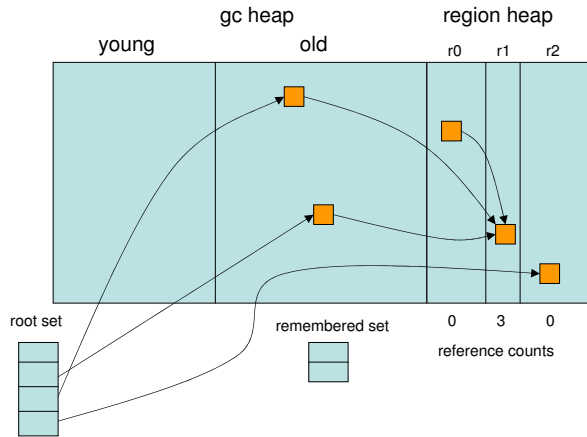 gc heap
region heap
young
old
r0
r1
r2
root set
remembered set
0
3
0
reference counts